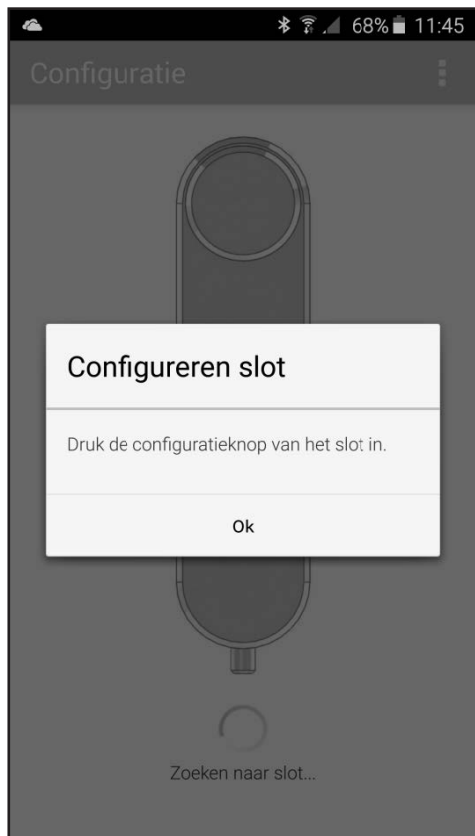 68% 11:45
Configuratie
Configureren slot
Druk de configuratieknop van het slot in.
Ok
Zoeken naar slot...